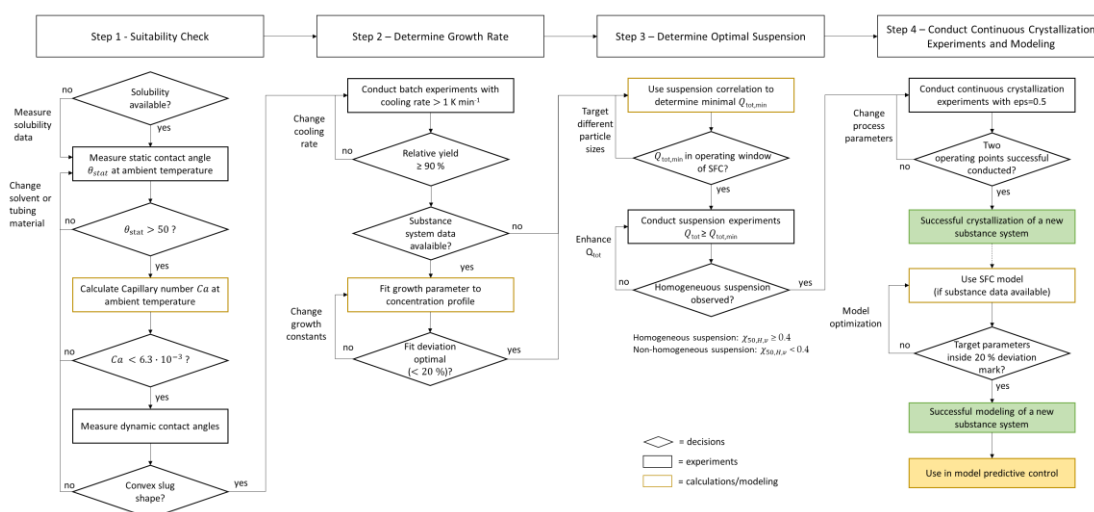 Step 1 - Suitability Check
Step 2 – Determine Growth Rate
Step 3 – Determine Optimal Suspension
Step 4 – Conduct Continuous Crystallization
Experiments and Modeling
Solubility
available?
no
yes
Measure
solubility
data
Measure static contact angle
θstat at ambient temperature
Change
solvent or
tubing
material
θstat > 50 ?
no
yes
Calculate Capillary number Ca at
ambient temperature
Ca < 6.3 · 10⁻³ ?
no
yes
Measure dynamic contact angles
Convex slug
shape?
no
yes
Conduct batch experiments with
cooling rate > 1 K min⁻¹
Change
cooling
rate
Relative yield
≥ 90 %
no
yes
Substance
system data
avalaible?
no
yes
Fit growth parameter to
concentration profile
Change
growth
constants
Fit deviation
optimal
(< 20 %)?
no
yes
Use suspension correlation to
determine minimal Qtot,min
Target
different
particle
sizes
Qtot,min in operating window
of SFC?
no
yes
Conduct suspension experiments
Qtot ≥ Qtot,min
Enhance
Qtot
Homogeneuous suspension
observed?
no
yes
Homogeneous suspension: χ50,H,ν ≥ 0.4
Non-homogeneous suspension: χ50,H,ν < 0.4
= decisions
= experiments
= calculations/modeling
Conduct continuous crystallization
experiments with eps=0.5
Change
process
parameters
Two
operating points successful
conducted?
no
yes
Successful crystallization of a new
substance system
Use SFC model
(if substance data available)
Model
optimization
Target parameters
inside 20 % deviation
mark?
no
yes
Successful modeling of a new
substance system
Use in model predictive control